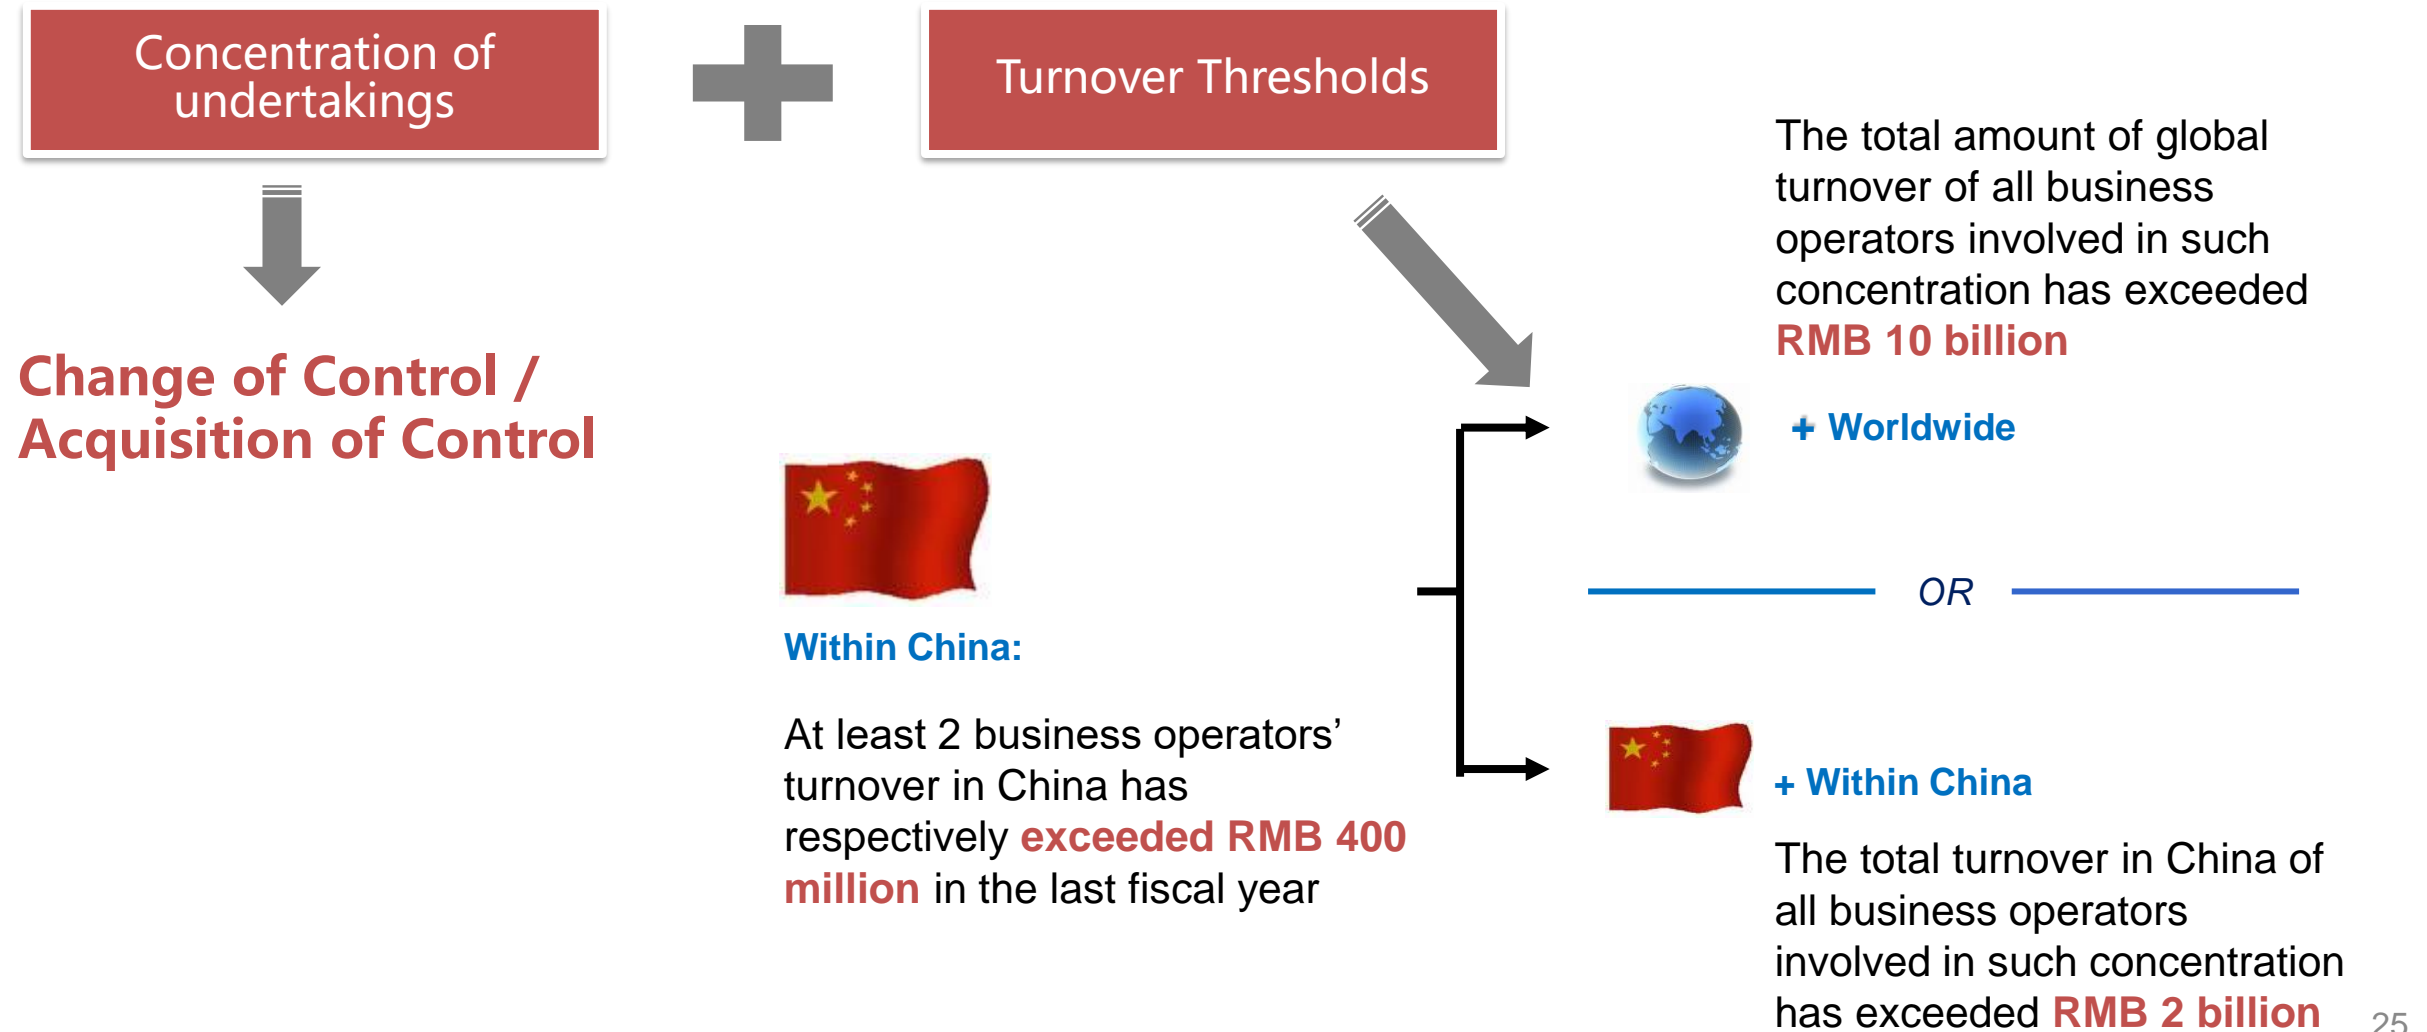 Concentration of
undertakings
Turnover Thresholds
Change of Control /
Acquisition of Control
Within China:
At least 2 business operators’
turnover in China has
respectively exceeded RMB 400
million in the last fiscal year
The total amount of global
turnover of all business
operators involved in such
concentration has exceeded
RMB 10 billion
+ Worldwide
OR
+ Within China
The total turnover in China of
all business operators
involved in such concentration
has exceeded RMB 2 billion
25